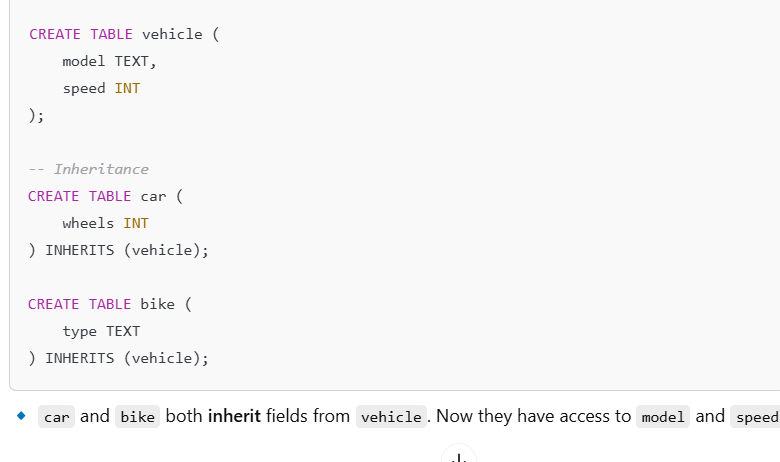 CREATE TABLE vehicle (
    model TEXT,
    speed INT
);
-- Inheritance
CREATE TABLE car (
    wheels INT
) INHERITS (vehicle);
CREATE TABLE bike (
    type TEXT
) INHERITS (vehicle);
car and bike both inherit fields from vehicle. Now they have access to model and speed